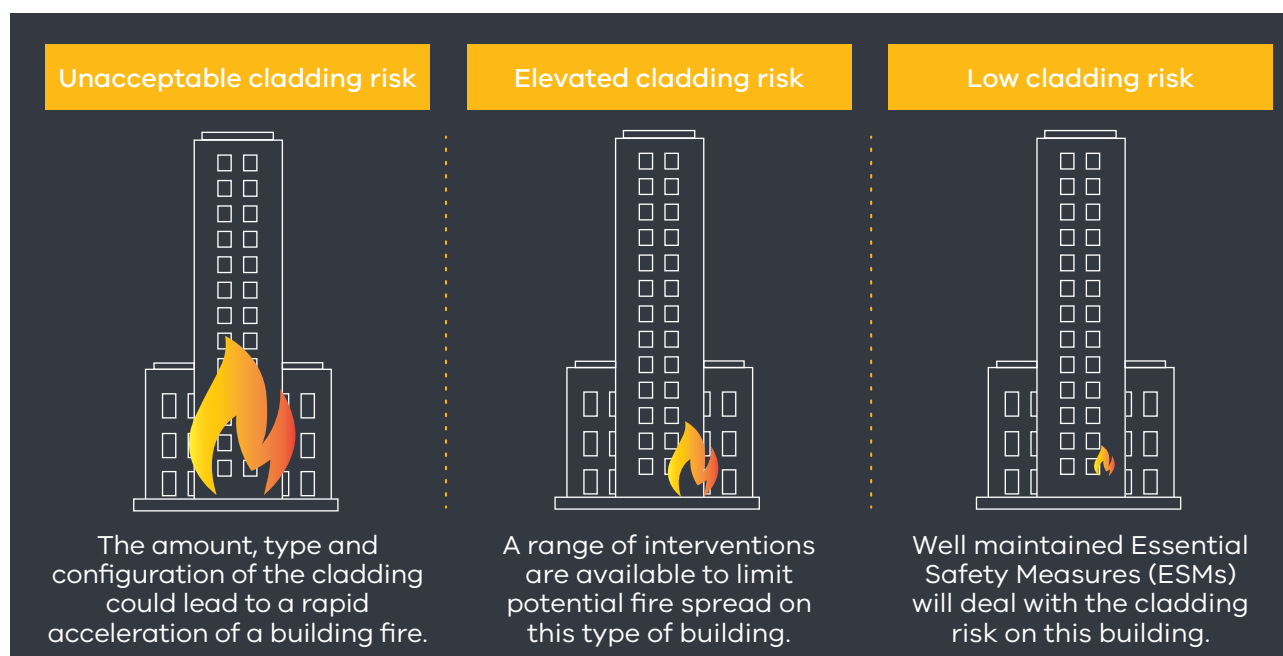 Unacceptable cladding risk
Elevated cladding risk
Low cladding risk
The amount, type and
configuration of the cladding
could lead to a rapid
acceleration of a building fire.
A range of interventions
are available to limit
potential fire spread on
this type of building.
Well maintained Essential
Safety Measures (ESMs)
will deal with the cladding
risk on this building.